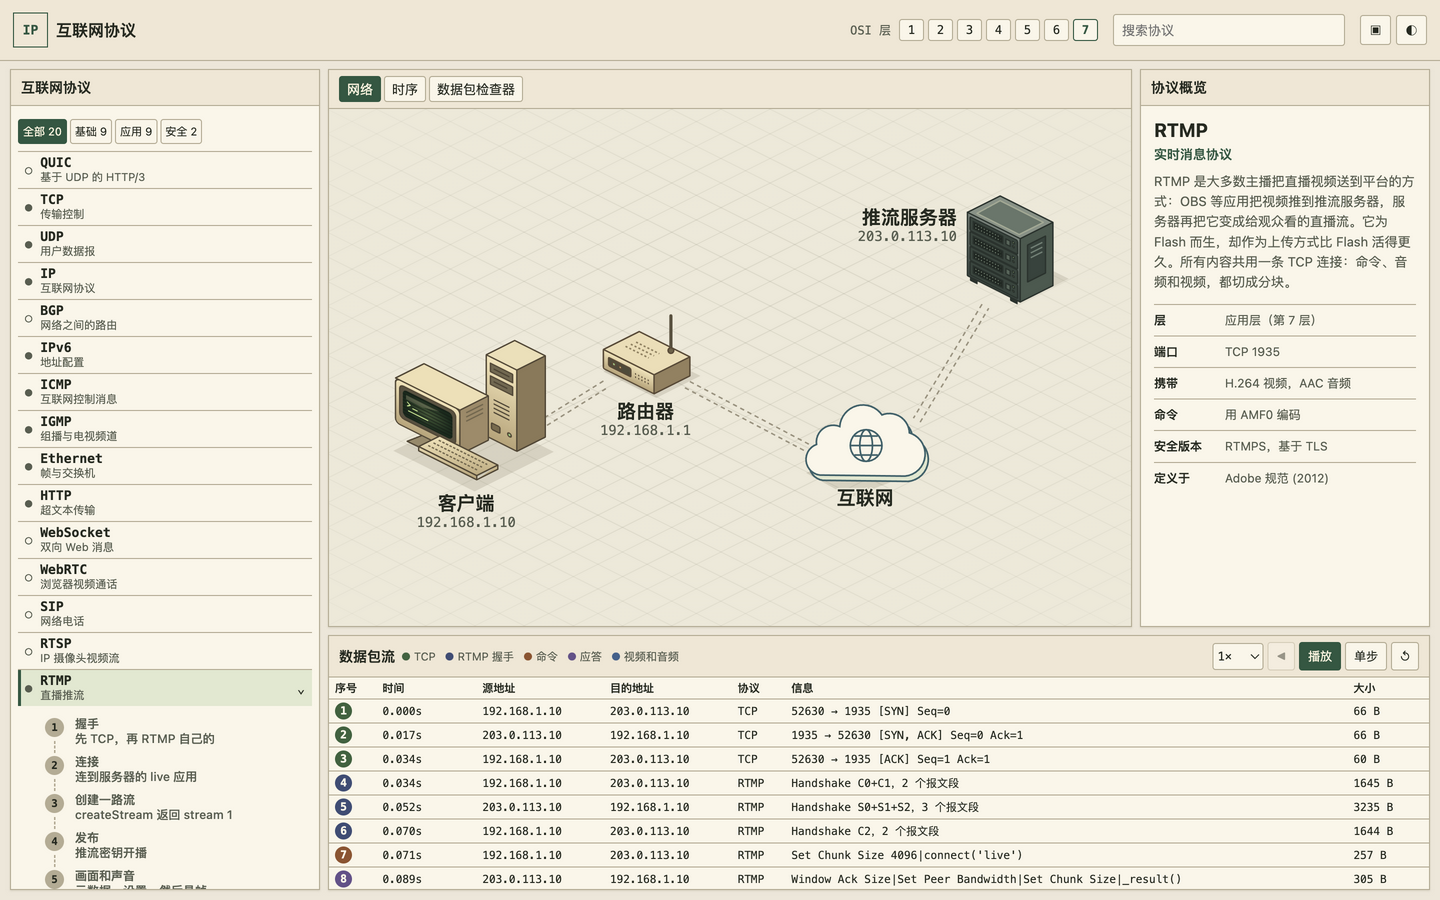 IP 互联网协议
OSI 层 1 2 3 4 5 6 7
搜索协议
互联网协议
全部 20 基础 9 应用 9 安全 2
QUIC
基于 UDP 的 HTTP/3
TCP
传输控制
UDP
用户数据报
IP
互联网协议
BGP
网络之间的路由
IPv6
地址配置
ICMP
互联网控制消息
IGMP
组播与电视频道
Ethernet
帧与交换机
HTTP
超文本传输
WebSocket
双向 Web 消息
WebRTC
浏览器视频通话
SIP
网络电话
RTSP
IP 摄像头视频流
RTMP
直播推流
1 握手
先 TCP，再 RTMP 自己的
2 连接
连到服务器的 live 应用
3 创建一路流
createStream 返回 stream 1
4 发布
推流密钥开播
5 画面和声音
网络 时序 数据包检查器
推流服务器
203.0.113.10
路由器
192.168.1.1
客户端
192.168.1.10
互联网
协议概览
RTMP
实时消息协议
RTMP 是大多数主播把直播视频送到平台的方
式：OBS 等应用把视频推到推流服务器，服
务器再把它变成给观众看的直播流。它为
Flash 而生，却作为上传方式比 Flash 活得更
久。所有内容共用一条 TCP 连接：命令、音
频和视频，都切成分块。
层 应用层（第 7 层）
端口 TCP 1935
携带 H.264 视频，AAC 音频
命令 用 AMF0 编码
安全版本 RTMPS，基于 TLS
定义于 Adobe 规范 (2012)
数据包流 TCP RTMP 握手 命令 应答 视频和音频
1× 播放 单步
序号 时间 源地址 目的地址 协议 信息 大小
1 0.000s 192.168.1.10 203.0.113.10 TCP 52630 → 1935 [SYN] Seq=0 66 B
2 0.017s 203.0.113.10 192.168.1.10 TCP 1935 → 52630 [SYN, ACK] Seq=0 Ack=1 66 B
3 0.034s 192.168.1.10 203.0.113.10 TCP 52630 → 1935 [ACK] Seq=1 Ack=1 60 B
4 0.034s 192.168.1.10 203.0.113.10 RTMP Handshake C0+C1, 2 个报文段 1645 B
5 0.052s 203.0.113.10 192.168.1.10 RTMP Handshake S0+S1+S2, 3 个报文段 3235 B
6 0.070s 192.168.1.10 203.0.113.10 RTMP Handshake C2, 2 个报文段 1644 B
7 0.071s 192.168.1.10 203.0.113.10 RTMP Set Chunk Size 4096|connect('live') 257 B
8 0.089s 203.0.113.10 192.168.1.10 RTMP Window Ack Size|Set Peer Bandwidth|Set Chunk Size|_result() 305 B